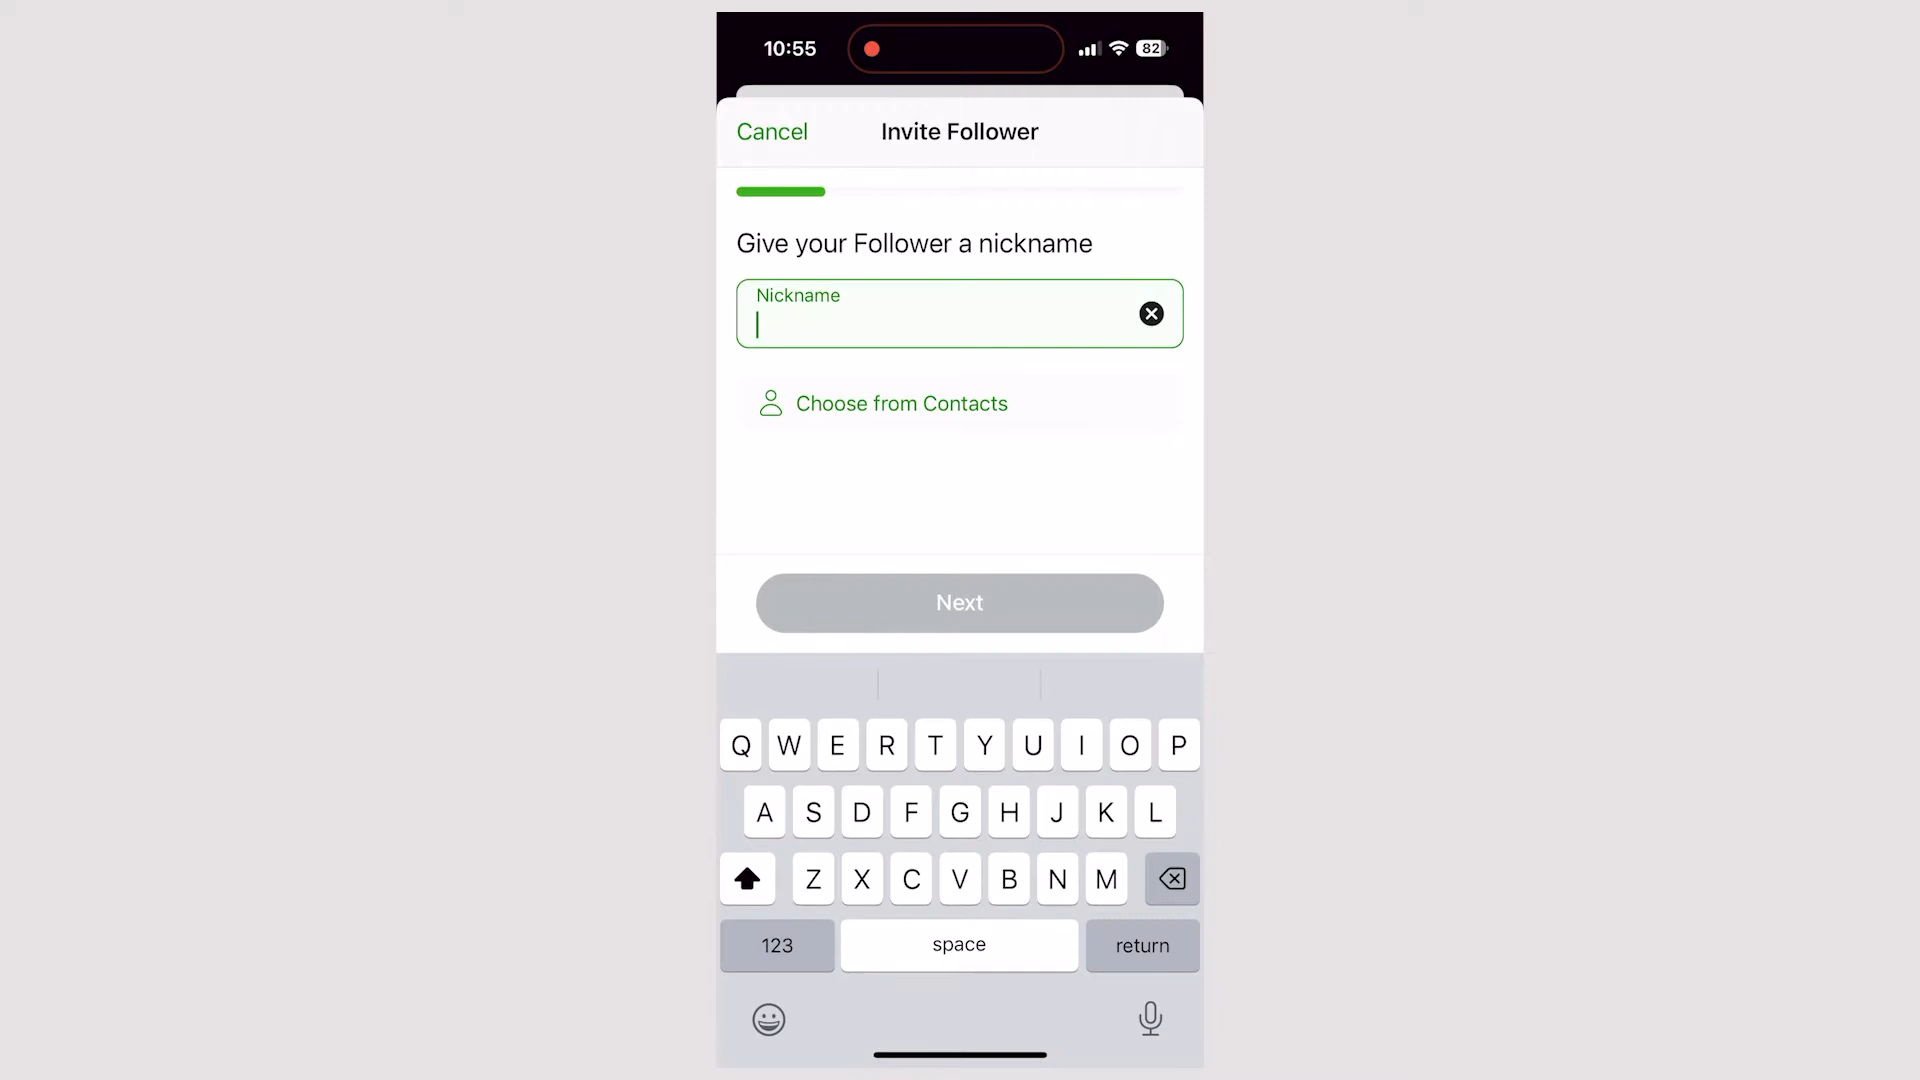 10:55
82
Cancel
Invite Follower
Give your Follower a nickname
Nickname
Choose from Contacts
Next
Q W E R T Y U I O P
A S D F G H J K L
Z X C V B N M
123
space
return